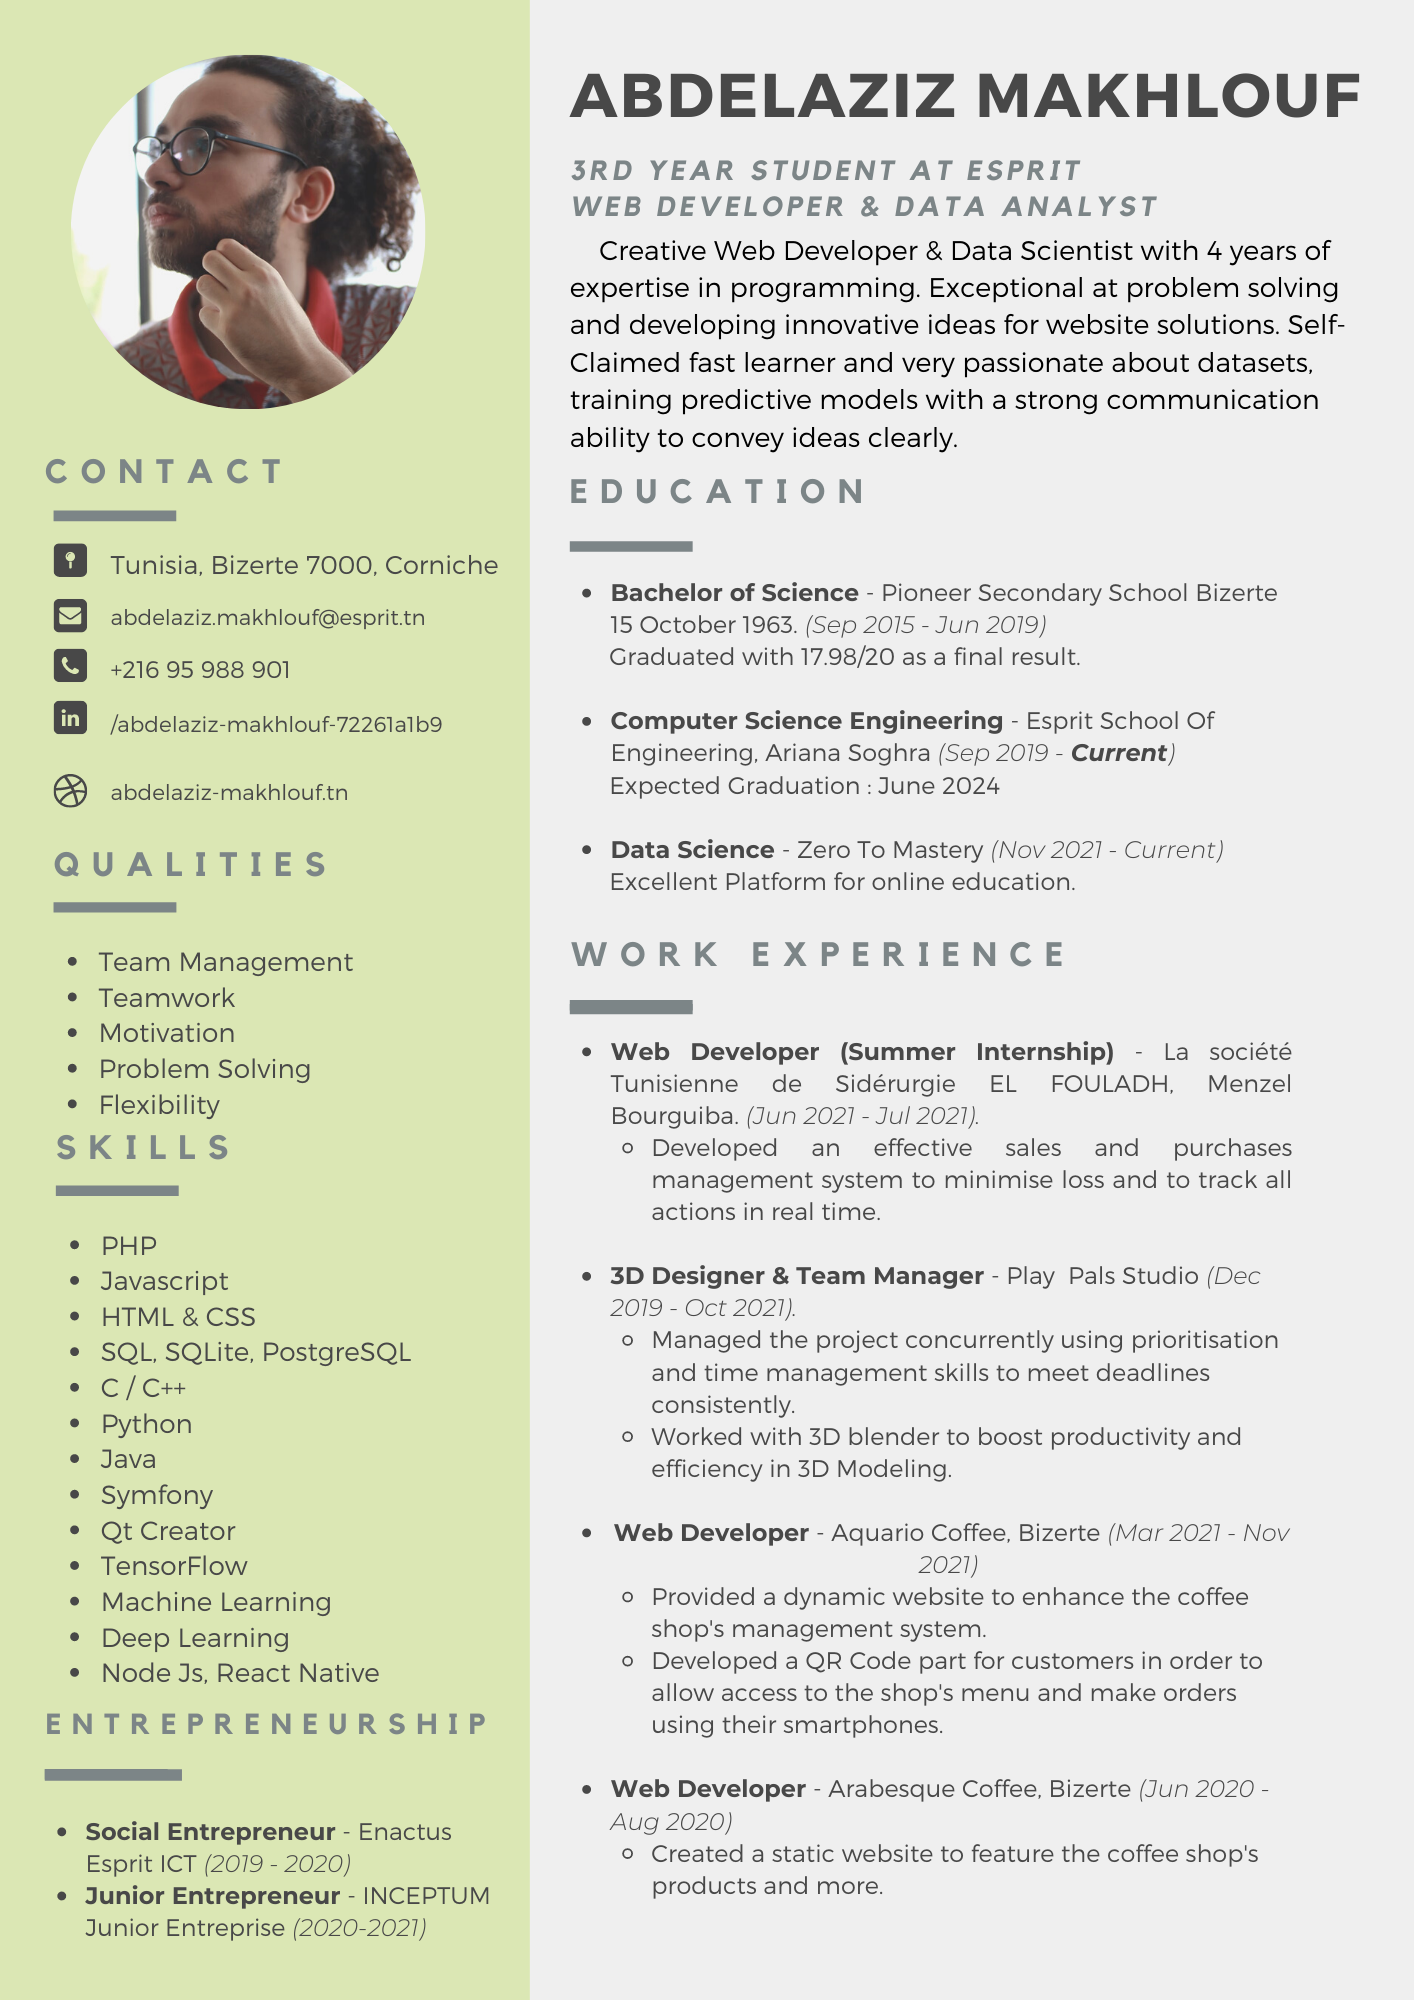 ABDELAZIZ MAKHLOUF
3RD YEAR STUDENT AT ESPRIT
WEB DEVELOPER & DATA ANALYST
Creative Web Developer & Data Scientist with 4 years of
expertise in programming. Exceptional at problem solving
and developing innovative ideas for website solutions. Self-
Claimed fast learner and very passionate about datasets,
training predictive models with a strong communication
ability to convey ideas clearly.
CONTACT
Tunisia, Bizerte 7000, Corniche
abdelaziz.makhlouf@esprit.tn
+216 95 988 901
in
/abdelaziz-makhlouf-72261a1b9
abdelaziz-makhlouf.tn
QUALITIES
• Team Management
• Teamwork
• Motivation
• Problem Solving
• Flexibility
SKILLS
• PHP
• Javascript
• HTML & CSS
• SQL, SQLite, PostgreSQL
• C / C++
• Python
• Java
• Symfony
• Qt Creator
• TensorFlow
• Machine Learning
• Deep Learning
• Node Js, React Native
ENTREPRENEURSHIP
• Social Entrepreneur - Enactus
Esprit ICT (2019 - 2020)
• Junior Entrepreneur - INCEPTUM
Junior Entreprise (2020-2021)
EDUCATION
• Bachelor of Science - Pioneer Secondary School Bizerte
15 October 1963. (Sep 2015 - Jun 2019)
Graduated with 17.98/20 as a final result.
• Computer Science Engineering - Esprit School Of
Engineering, Ariana Soghra (Sep 2019 - Current)
Expected Graduation : June 2024
• Data Science - Zero To Mastery (Nov 2021 - Current)
Excellent Platform for online education.
WORK EXPERIENCE
• Web Developer (Summer Internship) - La société
Tunisienne de Sidérurgie EL FOULADH, Menzel
Bourguiba. (Jun 2021 - Jul 2021).
◦ Developed an effective sales and purchases
management system to minimise loss and to track all
actions in real time.
• 3D Designer & Team Manager - Play Pals Studio (Dec
2019 - Oct 2021).
◦ Managed the project concurrently using prioritisation
and time management skills to meet deadlines
consistently.
◦ Worked with 3D blender to boost productivity and
efficiency in 3D Modeling.
• Web Developer - Aquario Coffee, Bizerte (Mar 2021 - Nov
2021)
◦ Provided a dynamic website to enhance the coffee
shop's management system.
◦ Developed a QR Code part for customers in order to
allow access to the shop's menu and make orders
using their smartphones.
• Web Developer - Arabesque Coffee, Bizerte (Jun 2020 -
Aug 2020)
◦ Created a static website to feature the coffee shop's
products and more.